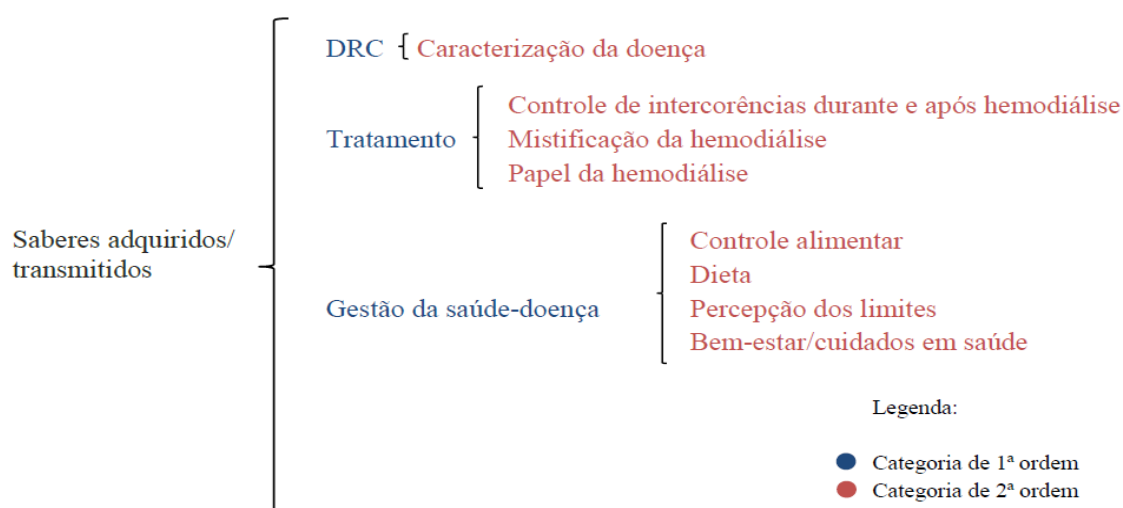 DRC
Caracterização da doença
Controle de intercorências durante e após hemodiálise
Tratamento
Mistificação da hemodiálise
Papel da hemodiálise
Saberes adquiridos/
transmitidos
Controle alimentar
Dieta
Gestão da saúde-doença
Percepção dos limites
Bem-estar/cuidados em saúde
Legenda:
Categoria de 1ª ordem
Categoria de 2ª ordem